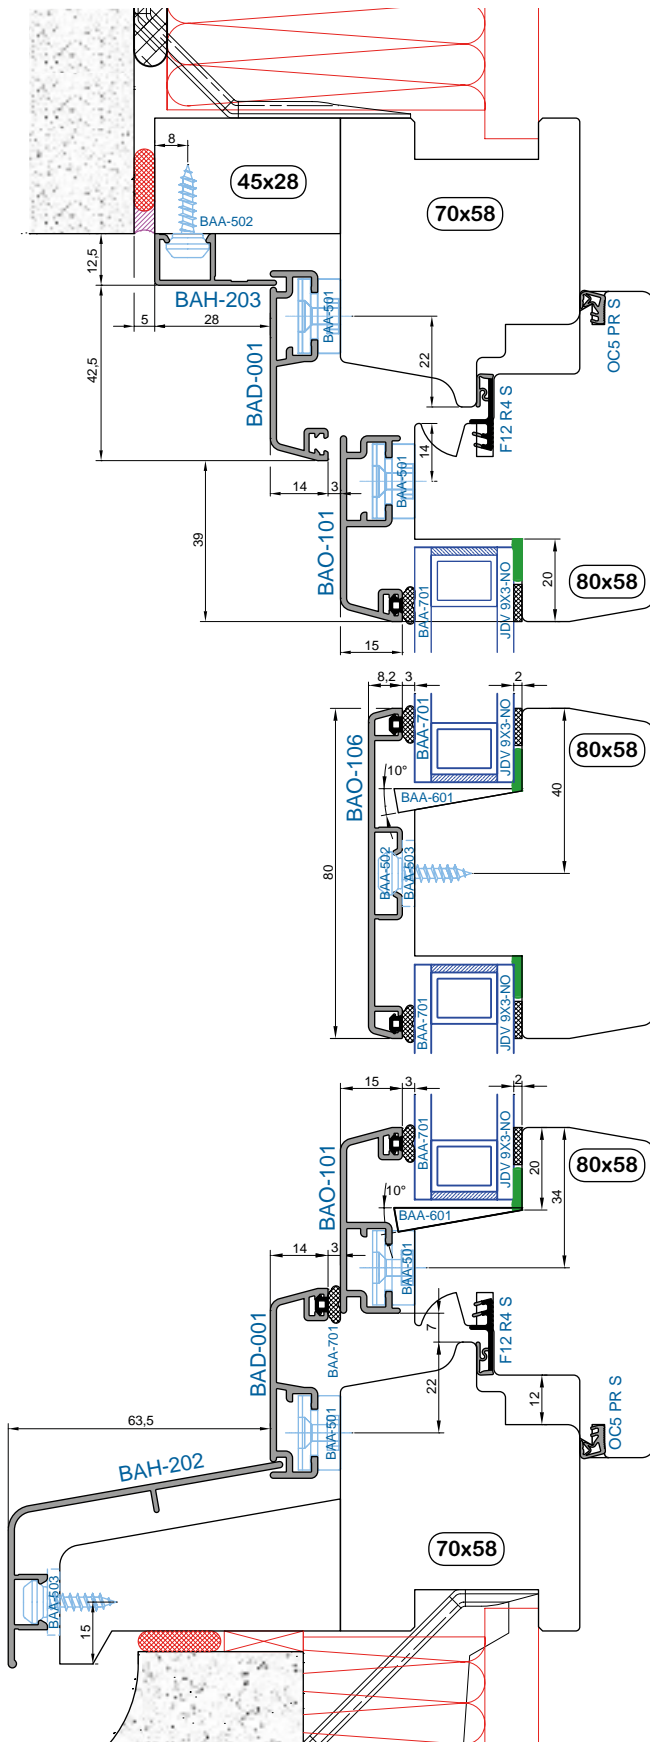 8
45x28
70x58
BAA-502
12,5
BAH-203
5
28
BAA-501
OC5 PR S
42,5
BAD-001
22
F12 R4 S
14
14
3
BAA-501
39
BAO-101
20
80x58
BAA-701
JDV 9X3-NO
15
8,2
3
2
BAA-701
JDV 9X3-NO
80x58
BAO-106
10°
BAA-601
40
80
BAA-502
BAA-503
BAA-701
JDV 9X3-NO
15
3
2
BAA-701
JDV 9X3-NO
80x58
BAO-101
20
34
10°
BAA-601
14
3
BAA-501
7
F12 R4 S
BAD-001
BAA-701
22
12
OC5 PR S
63,5
BAA-501
BAH-202
70x58
BAA-503
15